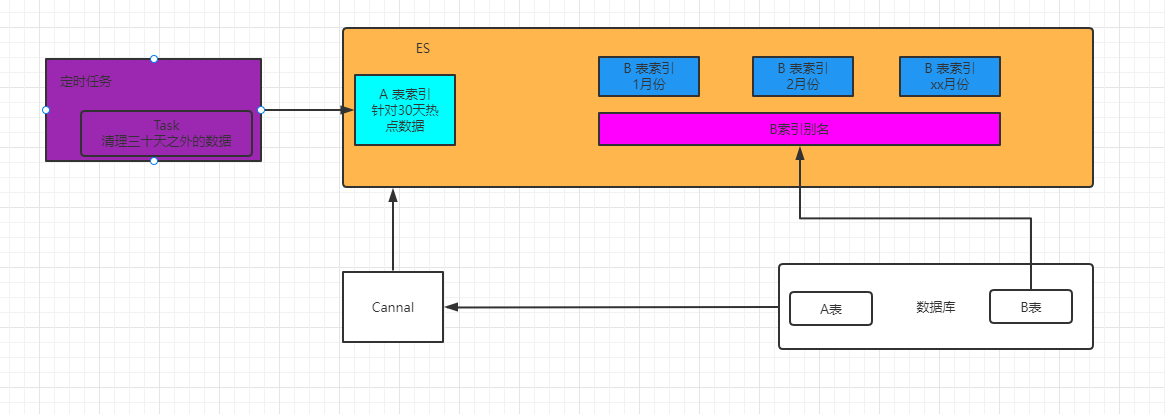 ES
定时任务
Task
清理三十天之外的数据
A 表索引
针对30天热
点数据
B 表索引
1月份
B 表索引
2月份
B 表索引
xx月份
B索引别名
Cannal
A表
数据库
B表